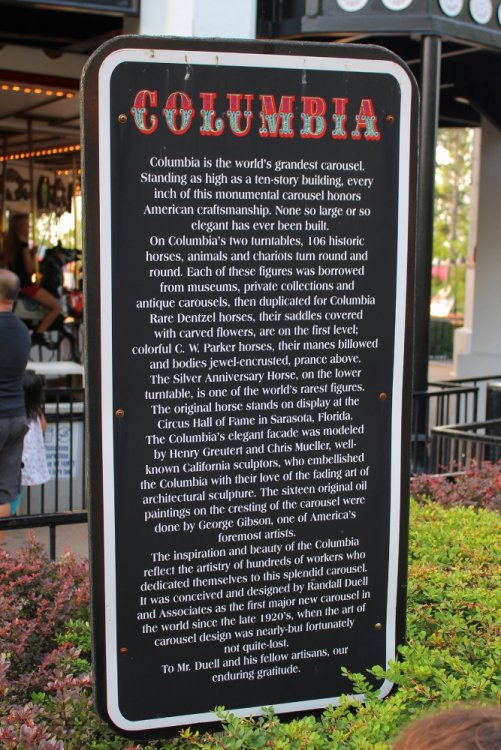 COLUMBIA
Columbia is the world's grandest carousel.
Standing as high as a ten-story building, every
inch of this monumental carousel honors
American craftsmanship. None so large or so
elegant has ever been built.
On Columbia's two turntables, 106 historic
horses, animals and chariots turn round and
round. Each of these figures was borrowed
from museums, private collections and
antique carousels, then duplicated for Columbia
Rare Dentzel horses, their saddles covered
with carved flowers, are on the first level;
colorful C. W. Parker horses, their manes billowed
and bodies jewel-encrusted, prance above.
The Silver Anniversary Horse, on the lower
turntable, is one of the world's rarest figures.
The original horse stands on display at the
Circus Hall of Fame in Sarasota, Florida.
The Columbia's elegant facade was modeled
by Henry Greutert and Chris Mueller, well-
known California sculptors, who embellished
the Columbia with their love of the fading art of
architectural sculpture. The sixteen original oil
paintings on the cresting of the carousel were
done by George Gibson, one of America's
foremost artists.
The inspiration and beauty of the Columbia
reflect the artistry of hundreds of workers who
dedicated themselves to this splendid carousel.
It was conceived and designed by Randall Duell
and Associates as the first major new carousel in
the world since the late 1920's, when the art of
carousel design was nearly-but fortunately
not quite-lost.
To Mr. Duell and his fellow artisans, our
enduring gratitude.